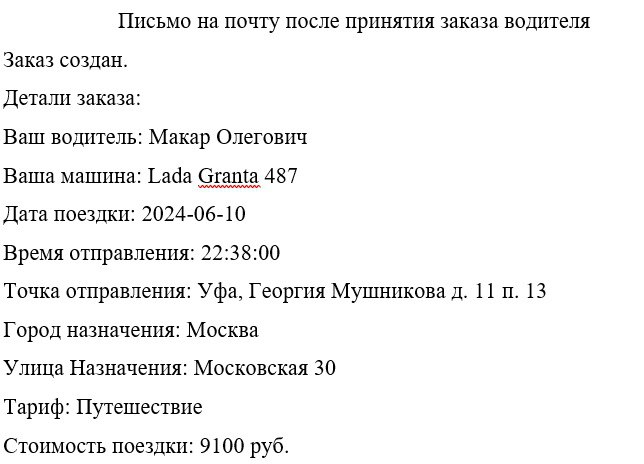 Письмо на почту после принятия заказа водителя
Заказ создан.
Детали заказа:
Ваш водитель: Макар Олегович
Ваша машина: Lada Granta 487
Дата поездки: 2024-06-10
Время отправления: 22:38:00
Точка отправления: Уфа, Георгия Мушникова д. 11 п. 13
Город назначения: Москва
Улица Назначения: Московская 30
Тариф: Путешествие
Стоимость поездки: 9100 руб.